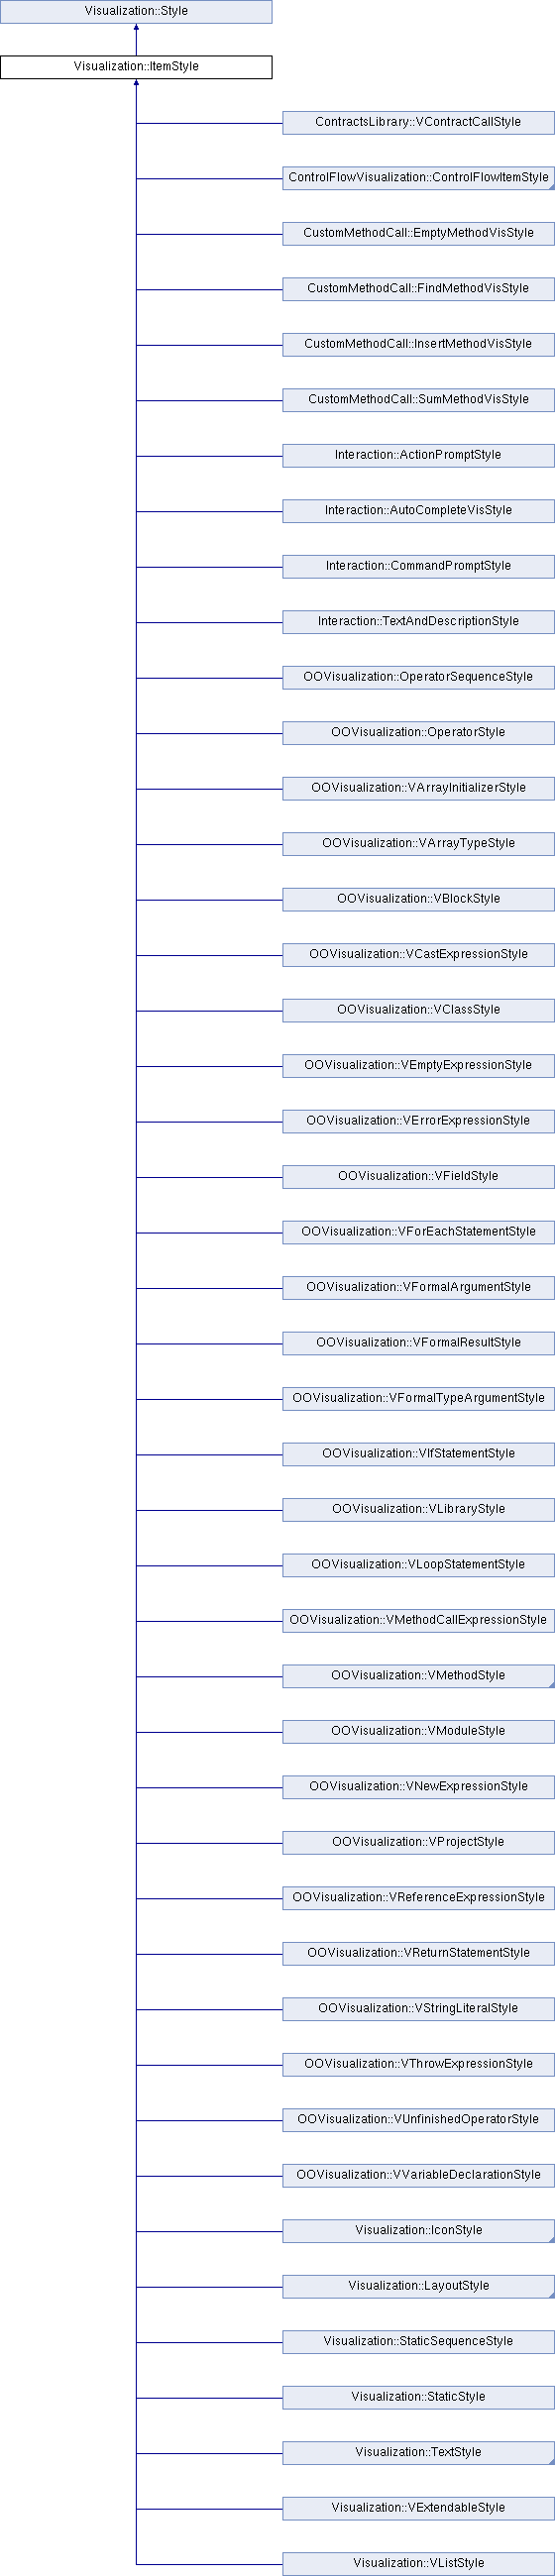 Visualization::Style
Visualization::ItemStyle
ContractsLibrary::VContractCallStyle
ControlFlowVisualization::ControlFlowItemStyle
CustomMethodCall::EmptyMethodVisStyle
CustomMethodCall::FindMethodVisStyle
CustomMethodCall::InsertMethodVisStyle
CustomMethodCall::SumMethodVisStyle
Interaction::ActionPromptStyle
Interaction::AutoCompleteVisStyle
Interaction::CommandPromptStyle
Interaction::TextAndDescriptionStyle
OOVisualization::OperatorSequenceStyle
OOVisualization::OperatorStyle
OOVisualization::VArrayInitializerStyle
OOVisualization::VArrayTypeStyle
OOVisualization::VBlockStyle
OOVisualization::VCastExpressionStyle
OOVisualization::VClassStyle
OOVisualization::VEmptyExpressionStyle
OOVisualization::VErrorExpressionStyle
OOVisualization::VFieldStyle
OOVisualization::VForEachStatementStyle
OOVisualization::VFormalArgumentStyle
OOVisualization::VFormalResultStyle
OOVisualization::VFormalTypeArgumentStyle
OOVisualization::VIfStatementStyle
OOVisualization::VLibraryStyle
OOVisualization::VLoopStatementStyle
OOVisualization::VMethodCallExpressionStyle
OOVisualization::VMethodStyle
OOVisualization::VModuleStyle
OOVisualization::VNewExpressionStyle
OOVisualization::VProjectStyle
OOVisualization::VReferenceExpressionStyle
OOVisualization::VReturnStatementStyle
OOVisualization::VStringLiteralStyle
OOVisualization::VThrowExpressionStyle
OOVisualization::VUnfinishedOperatorStyle
OOVisualization::VVariableDeclarationStyle
Visualization::IconStyle
Visualization::LayoutStyle
Visualization::StaticSequenceStyle
Visualization::StaticStyle
Visualization::TextStyle
Visualization::VExtendableStyle
Visualization::VListStyle